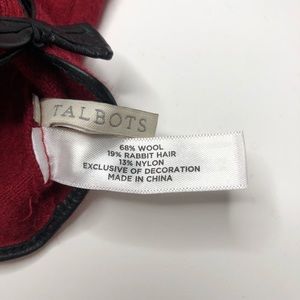 TALBOTS
68% WOOL
19% RABBIT HAIR
13% NYLON
EXCLUSIVE OF DECORATION
MADE IN CHINA